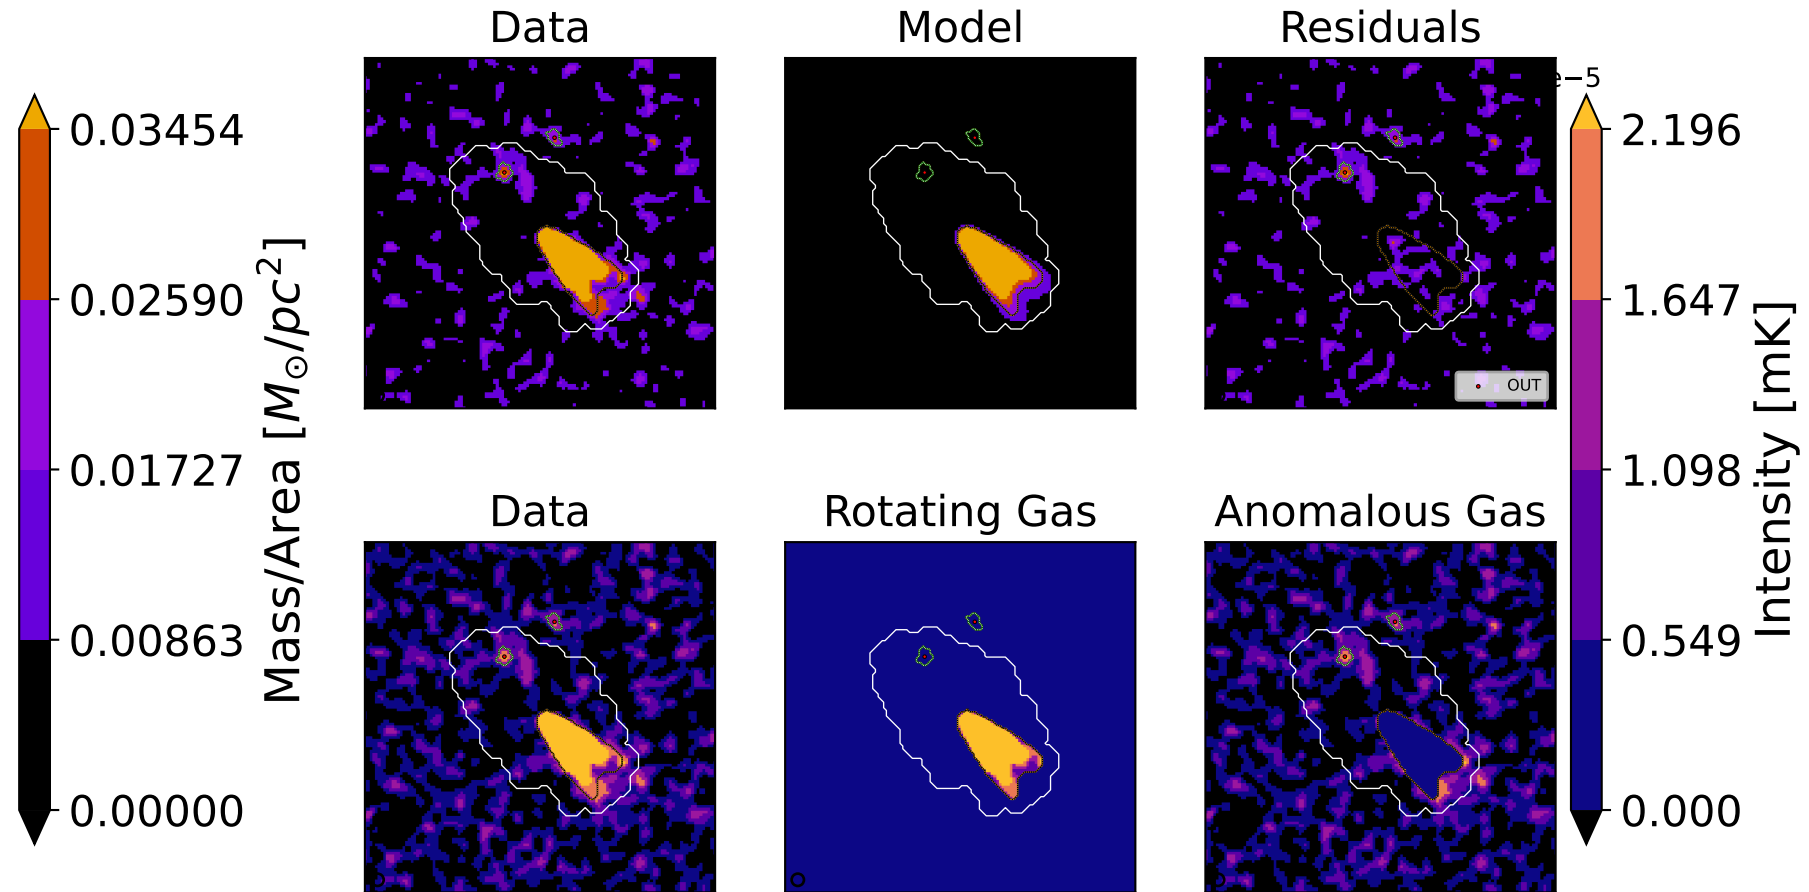 Data
Model
Residuals
e−5
0.03454
0.02590
0.01727
0.00863
0.00000
Mass/Area [M⊙/pc²]
OUT
2.196
1.647
1.098
0.549
0.000
Intensity [mK]
Data
Rotating Gas
Anomalous Gas